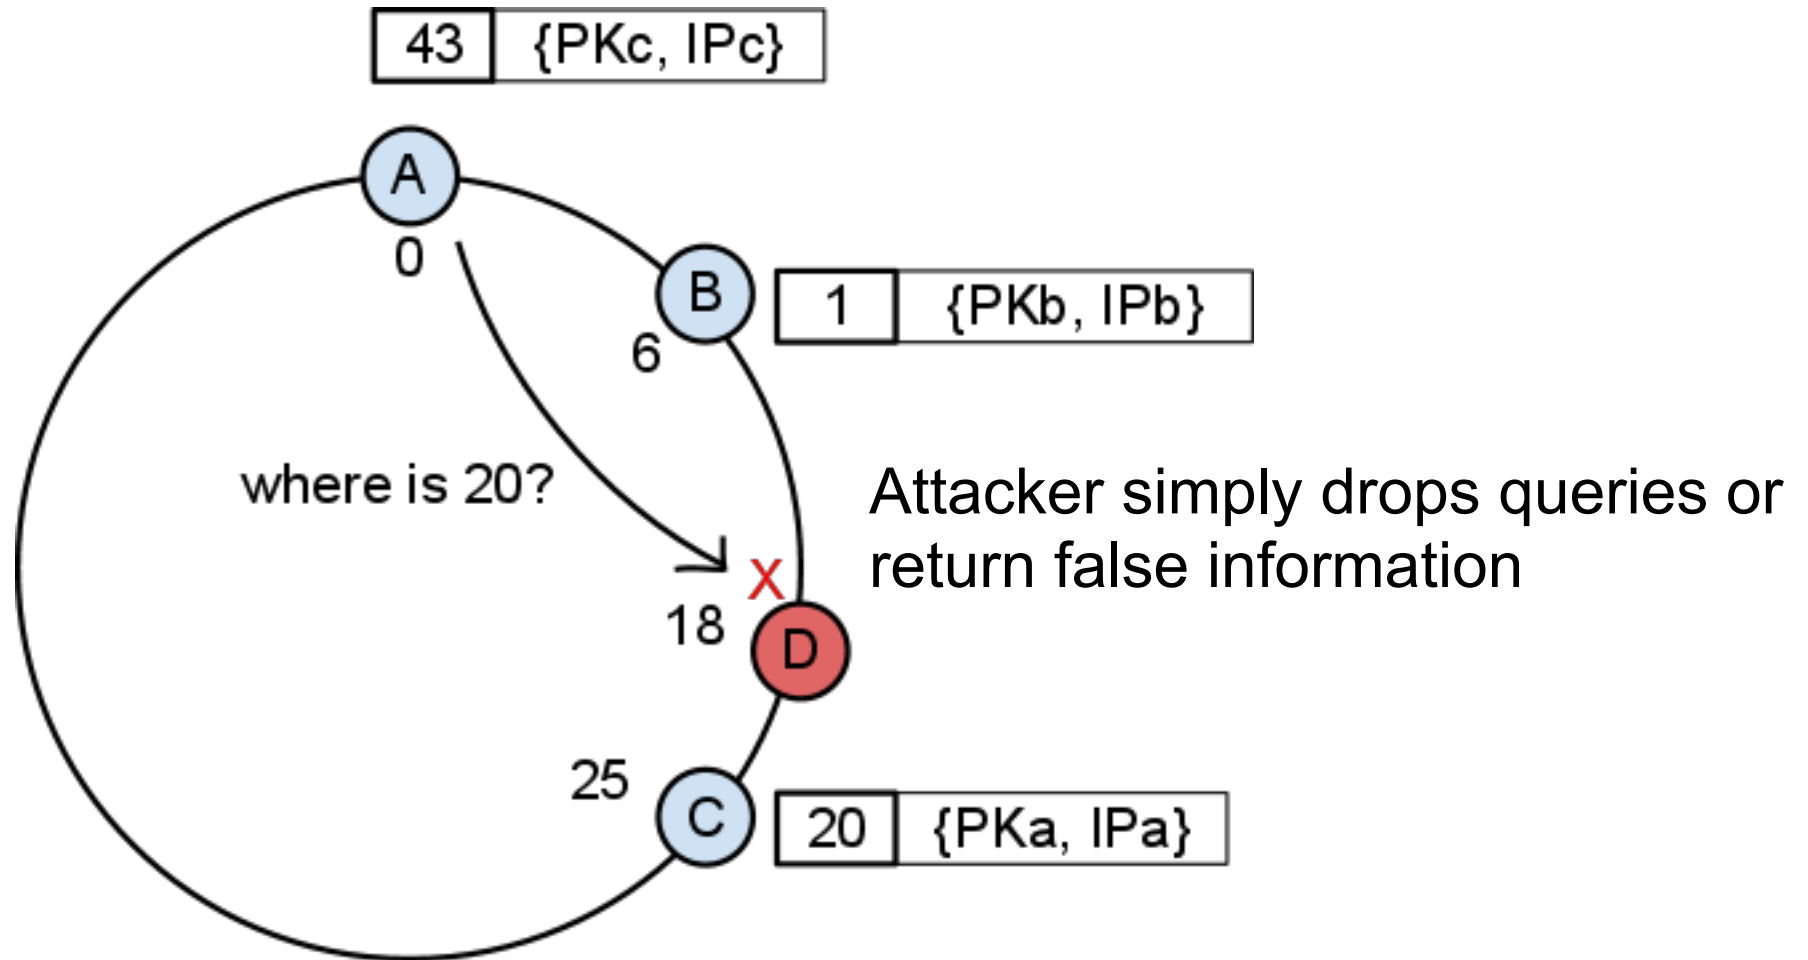 43 {PKc, IPc}
A
0
B
6
1 {PKb, IPb}
where is 20?
Attacker simply drops queries or
return false information
X
18
D
25
C
20 {PKa, IPa}